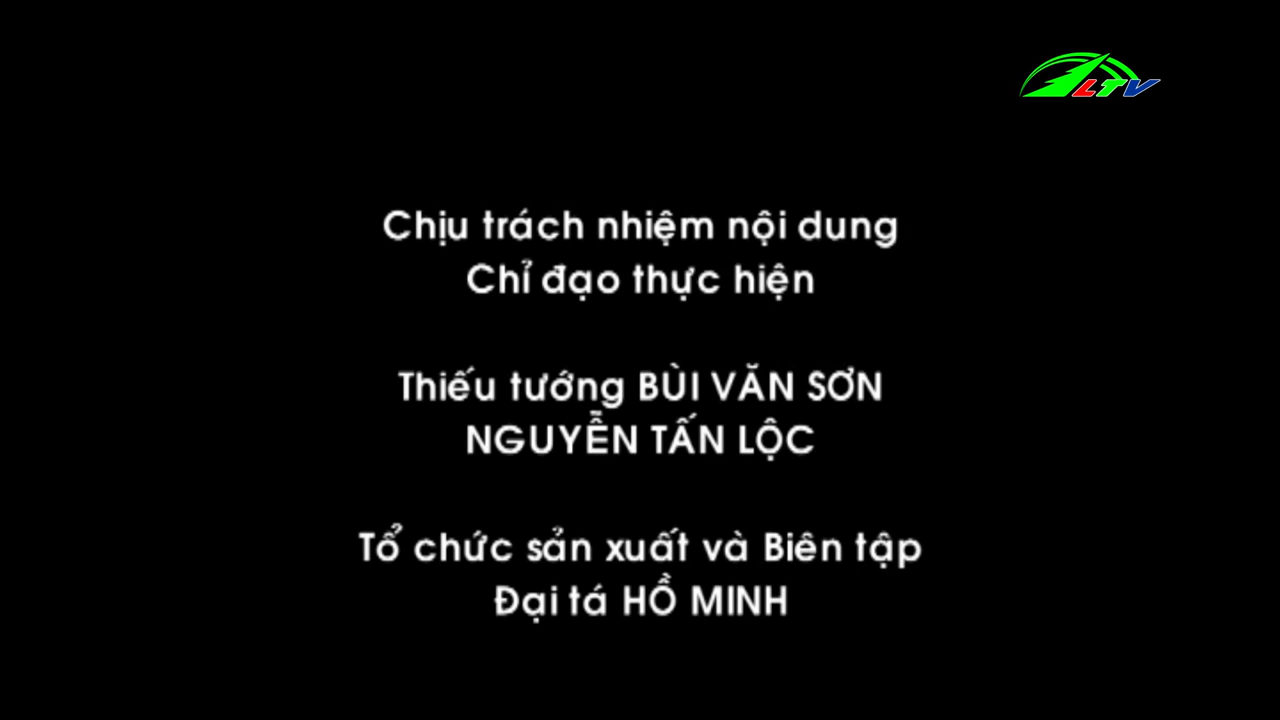 LTV
Chịu trách nhiệm nội dung
Chỉ đạo thực hiện
Thiếu tướng BÙI VĂN SƠN
NGUYỄN TẤN LỘC
Tổ chức sản xuất và Biên tập
Đại tá HỒ MINH